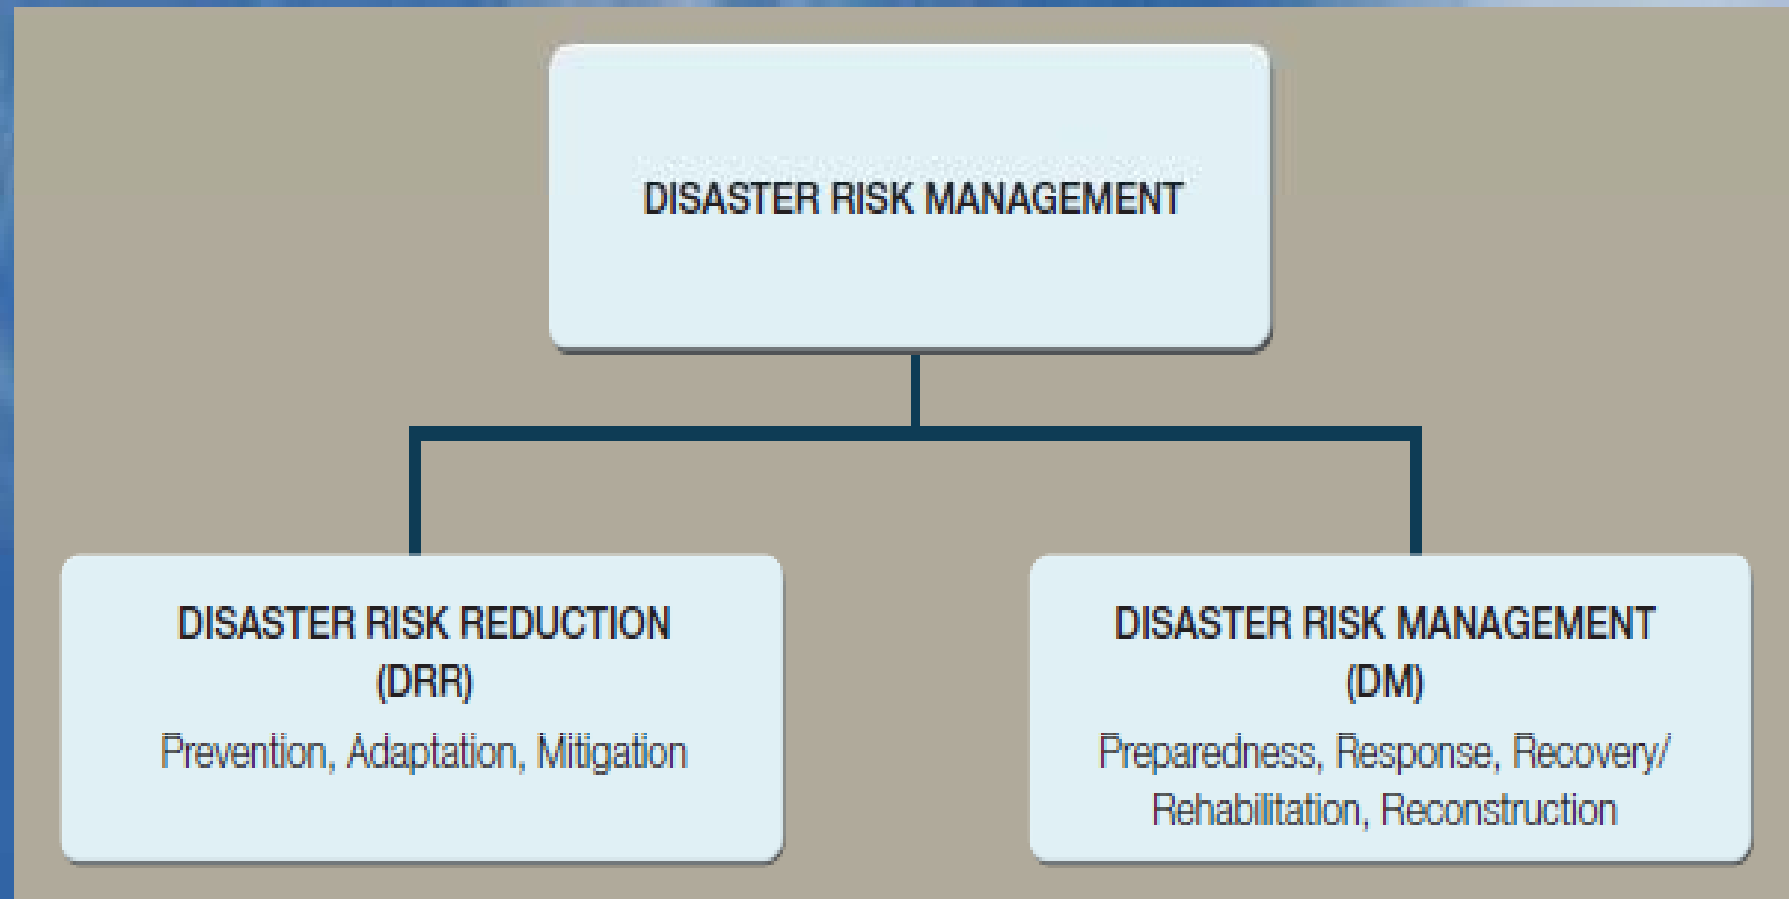 DISASTER RISK MANAGEMENT
DISASTER RISK REDUCTION
(DRR)
Prevention, Adaptation, Mitigation
DISASTER RISK MANAGEMENT
(DM)
Preparedness, Response, Recovery/
Rehabilitation, Reconstruction